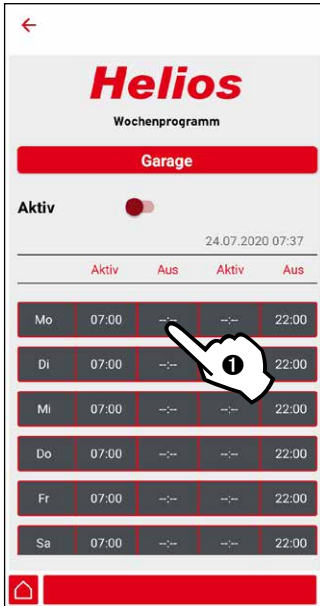 Helios
Wochenprogramm
Garage
Aktiv
24.07.2020 07:37
Aktiv Aus Aktiv Aus
Mo 07:00 --:-- --:-- 22:00
Di 07:00 --:-- --:-- 22:00
Mi 07:00 --:-- --:-- 22:00
Do 07:00 --:-- --:-- 22:00
Fr 07:00 --:-- --:-- 22:00
Sa 07:00 --:-- --:-- 22:00
1